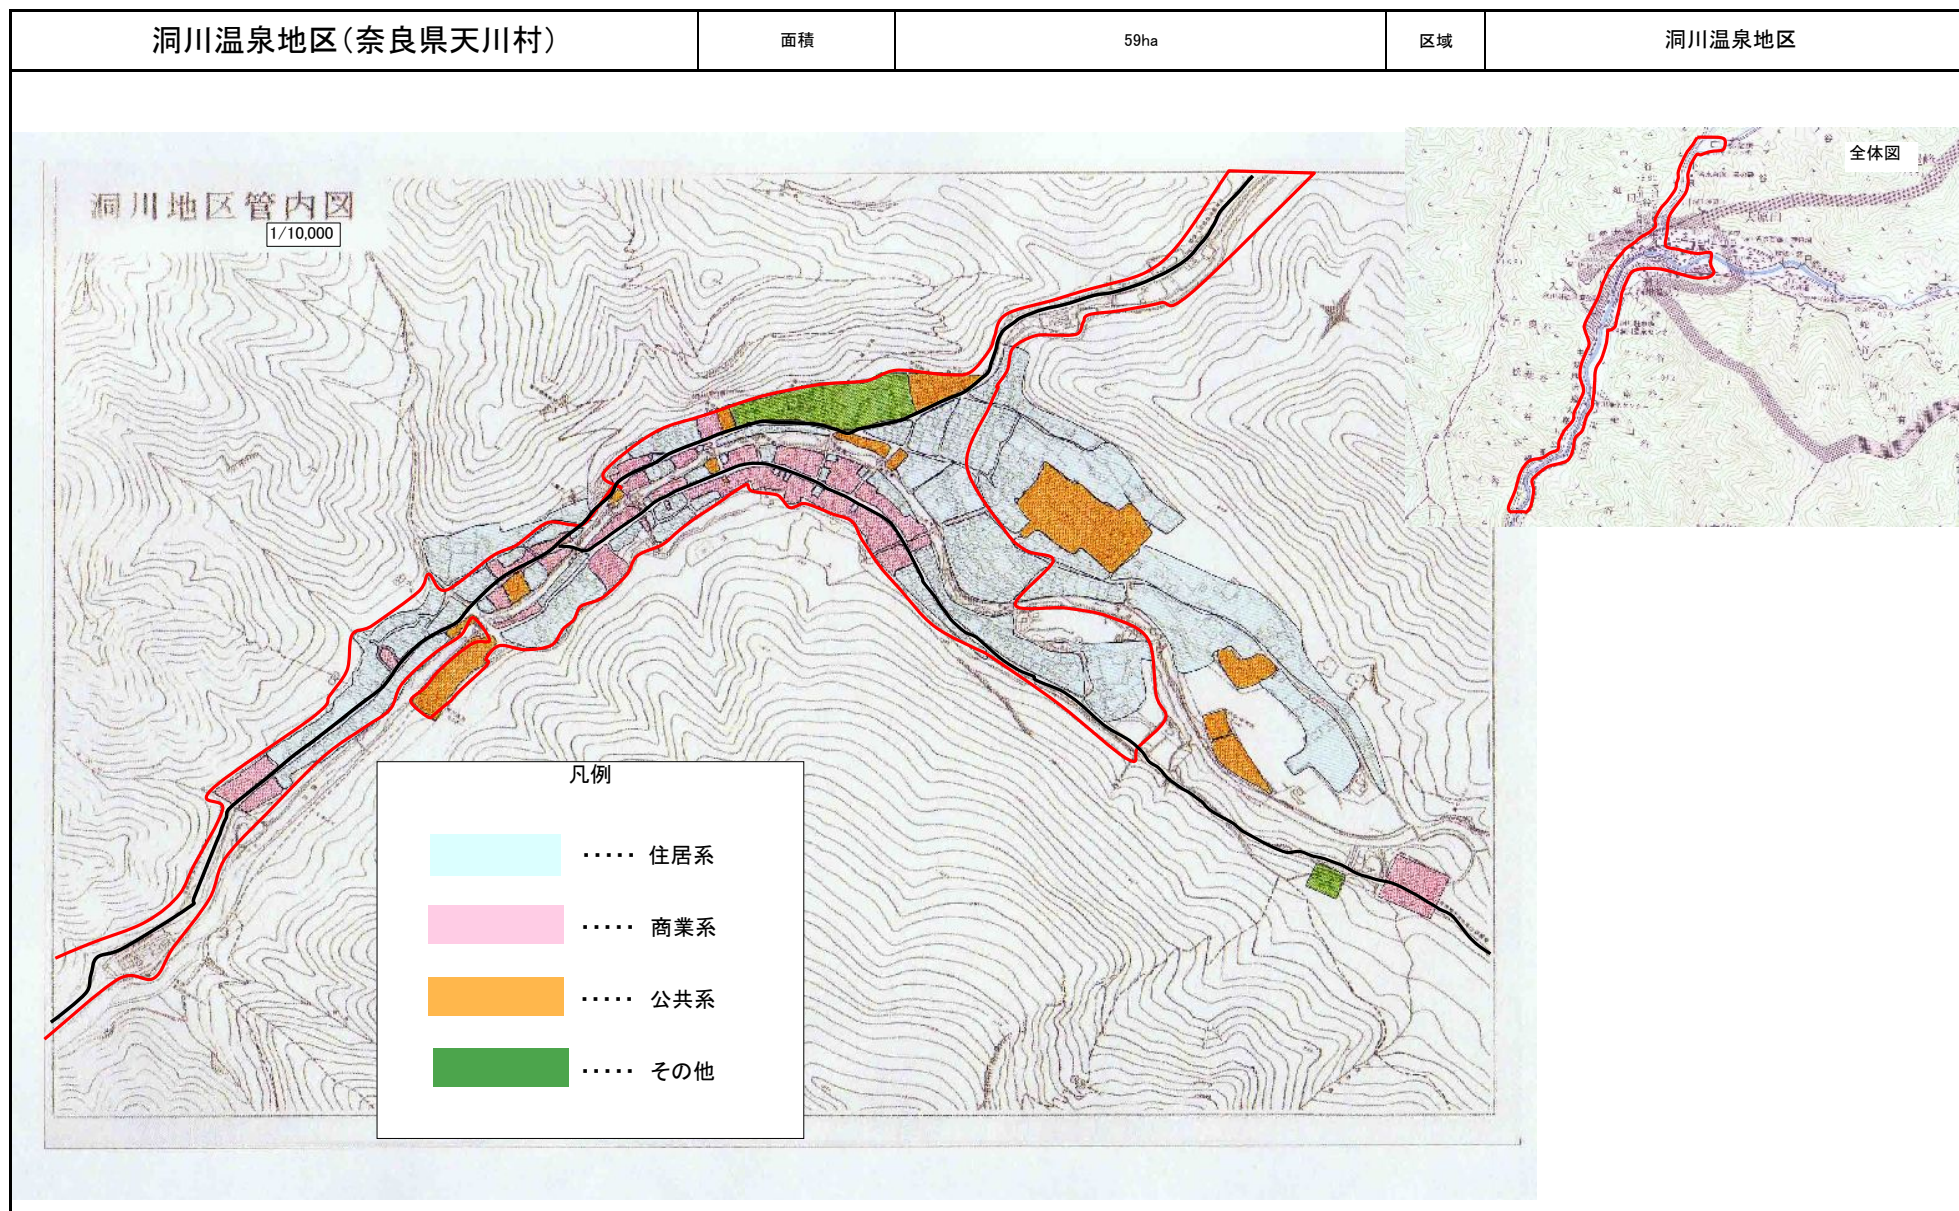 洞川温泉地区（奈良県天川村）
面積
59ha
区域
洞川温泉地区
洞川地区管内図
1/10,000
全体図
凡例
・・・・・ 住居系
・・・・・ 商業系
・・・・・ 公共系
・・・・・ その他